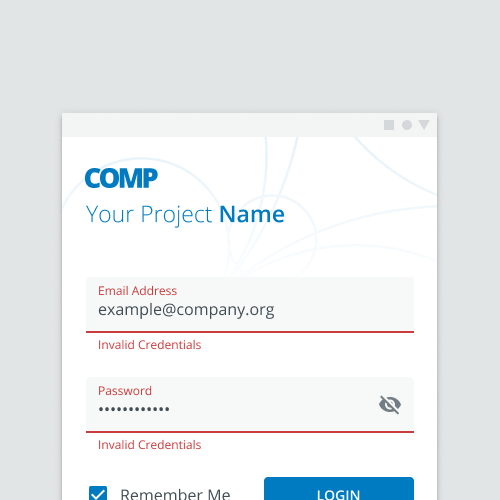 COMP
Your Project Name
Email Address
example@company.org
Invalid Credentials
Password
••••••••••••
Invalid Credentials
Remember Me
LOGIN